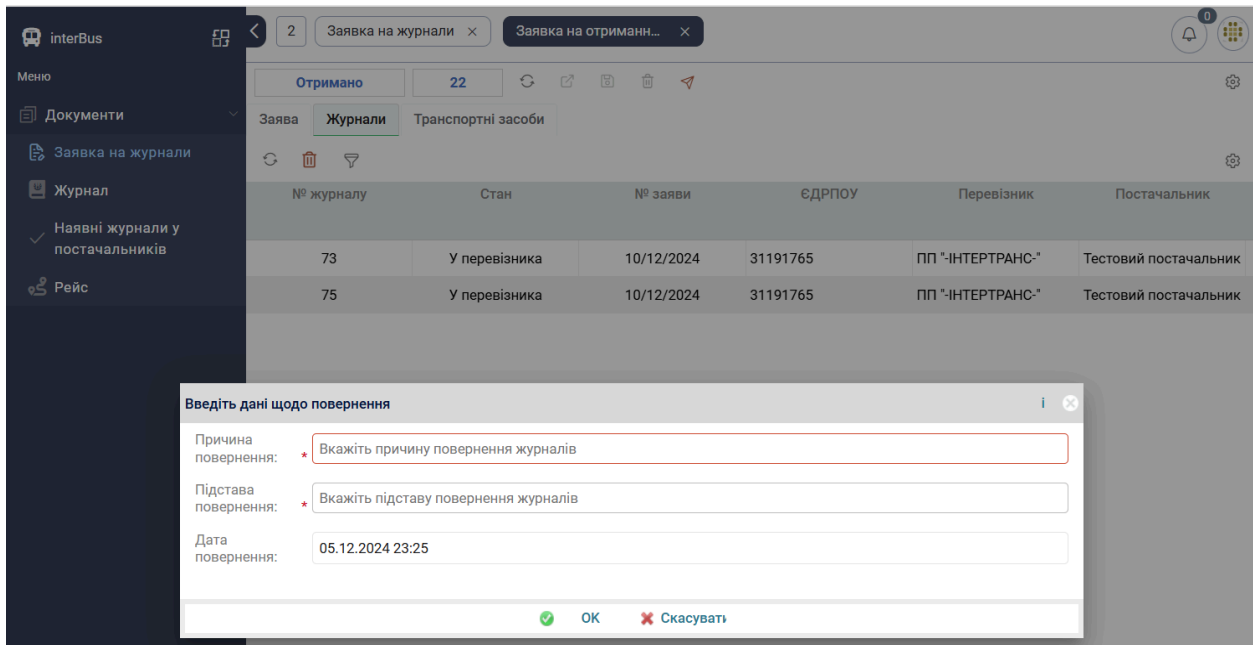 interBus
2
Заявка на журнали ×
Заявка на отриманн... ×
0
Меню
Отримано
22
Документи
Заява
Журнали
Транспортні засоби
Заявка на журнали
Журнал
Наявні журнали у
постачальників
Рейс
№ журналу
Стан
№ заяви
ЄДРПОУ
Перевізник
Постачальник
73 У перевізника 10/12/2024 31191765 ПП "-ІНТЕРТРАНС-" Тестовий постачальник
75 У перевізника 10/12/2024 31191765 ПП "-ІНТЕРТРАНС-" Тестовий постачальник
Введіть дані щодо повернення
i
Причина
повернення:
*
Вкажіть причину повернення журналів
Підстава
повернення:
*
Вкажіть підставу повернення журналів
Дата
повернення:
05.12.2024 23:25
OK
Скасувати